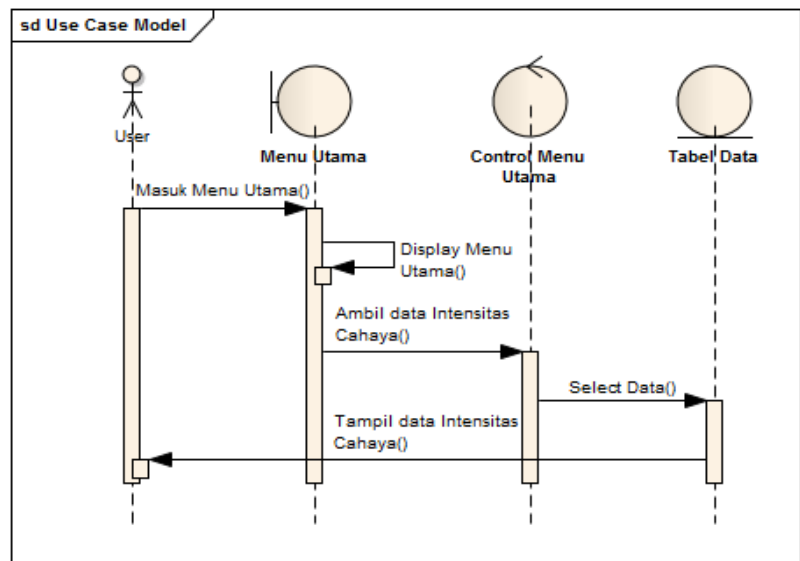 sd Use Case Model
User
Menu Utama
Control Menu
Utama
Tabel Data
Masuk Menu Utama()
Display Menu
Utama()
Ambil data Intensitas
Cahaya()
Select Data()
Tampil data Intensitas
Cahaya()